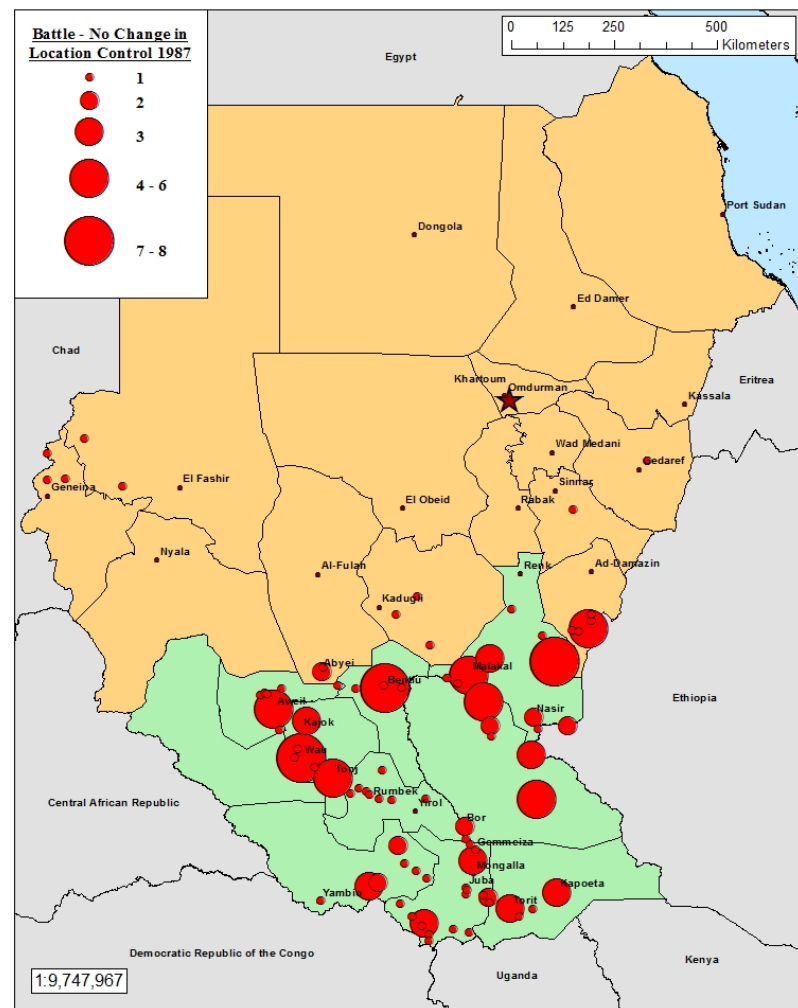 Battle - No Change in
Location Control 1987
1
2
3
4 - 6
7 - 8
0 125 250 500
Kilometers
Egypt
Port Sudan
Dongola
Ed Damer
Chad
Khartoum
Omdurman
Eritrea
Kassala
Wad Medani
Gedaref
El Fashir
Geneina
Sinnar
El Obeid
Rabak
Nyala
Al-Fulah
Renk
Ad-Damazin
Kadugli
Abyei
Malakal
Bentiu
Ethiopia
Aweil
Nasir
Kajok
Wau
Tonj
Central African Republic
Rumbek
Yirol
Bor
Gemmeiza
Mongalla
Juba
Kapoeta
Yambio
Torit
Democratic Republic of the Congo
Kenya
Uganda
1:9,747,967